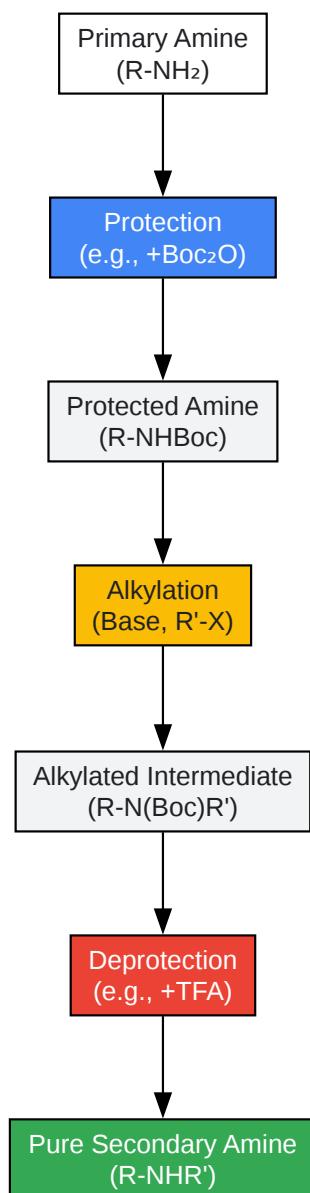 Primary Amine
(R-NH₂)
Protection
(e.g., +Boc₂O)
Protected Amine
(R-NHBoc)
Alkylation
(Base, R'-X)
Alkylated Intermediate
(R-N(Boc)R')
Deprotection
(e.g., +TFA)
Pure Secondary Amine
(R-NHR')